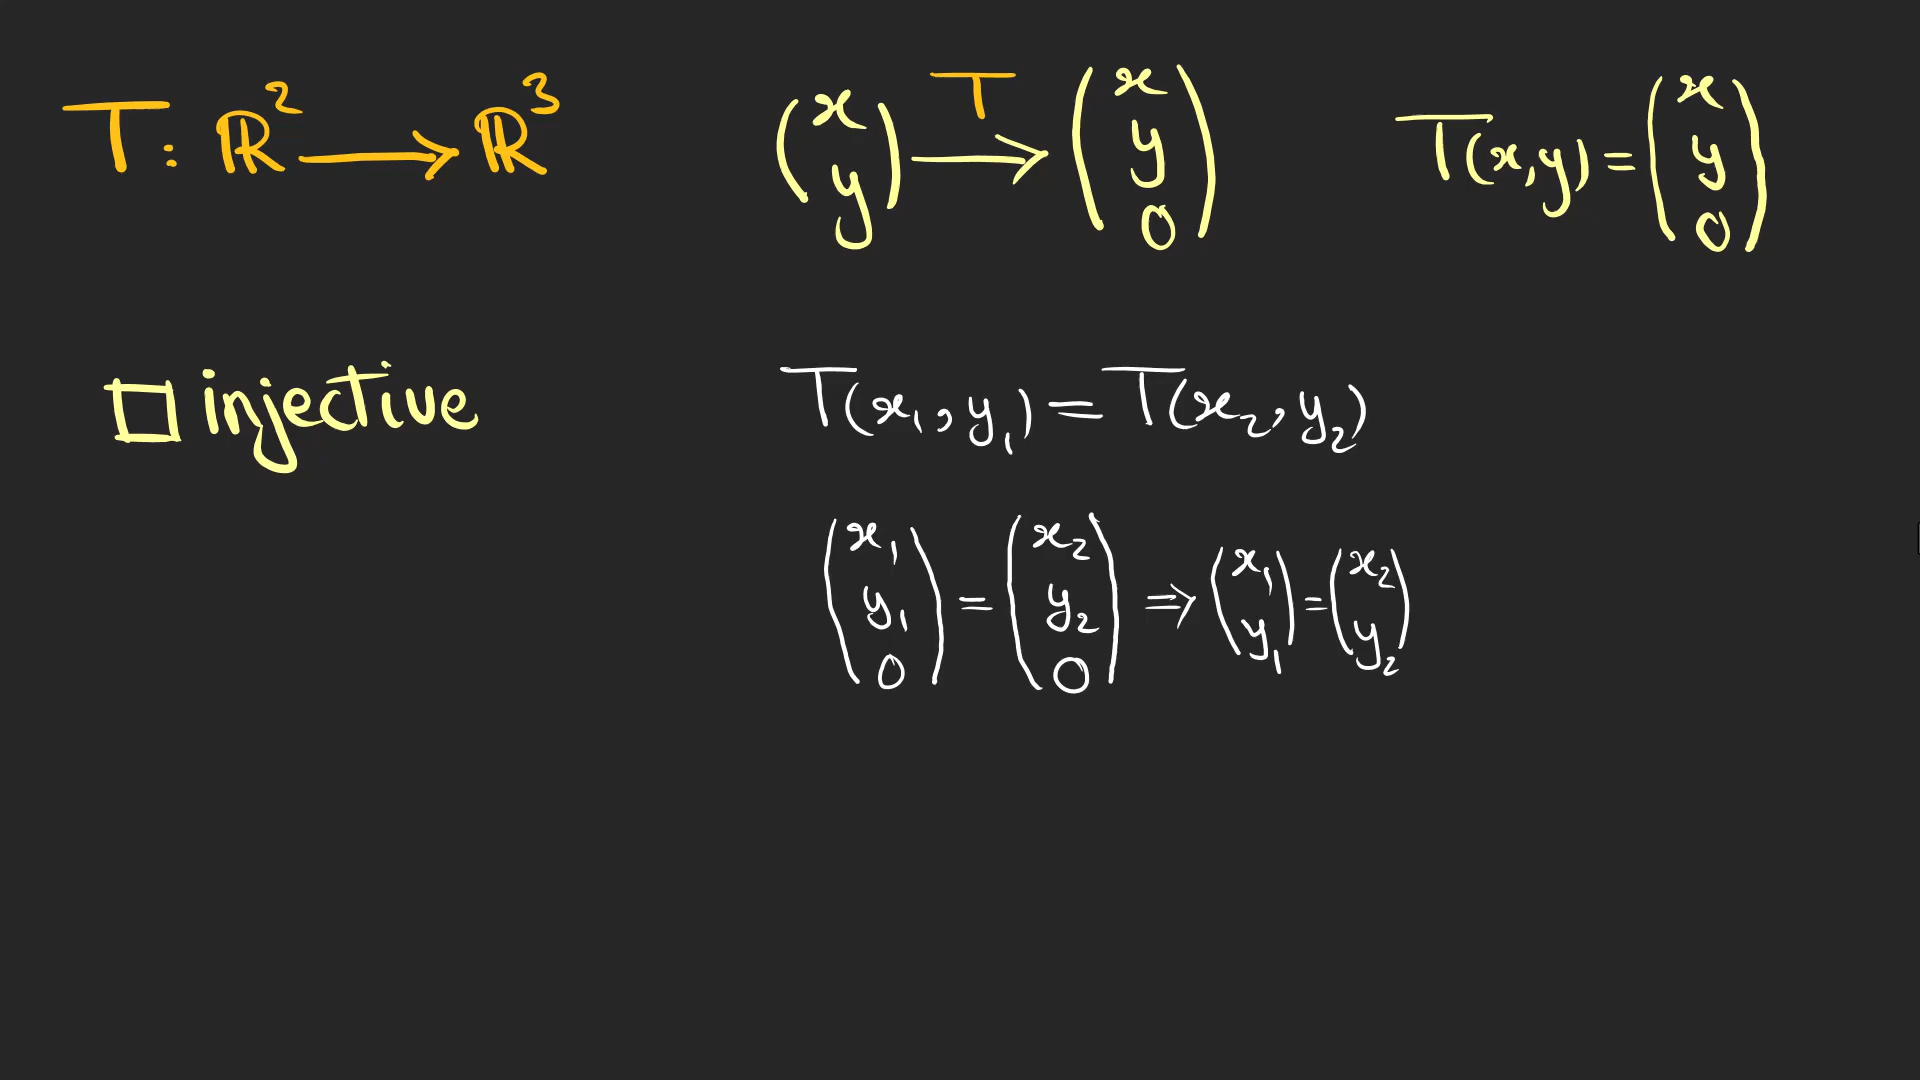 T: ℝ² ⟶ ℝ³   (x y) —T→ (x y 0)   T(x,y) = (x y 0)
□ injective   T(x₁, y₁) = T(x₂, y₂)
(x₁ y₁ 0) = (x₂ y₂ 0) ⇒ (x₁ y₁) = (x₂ y₂)